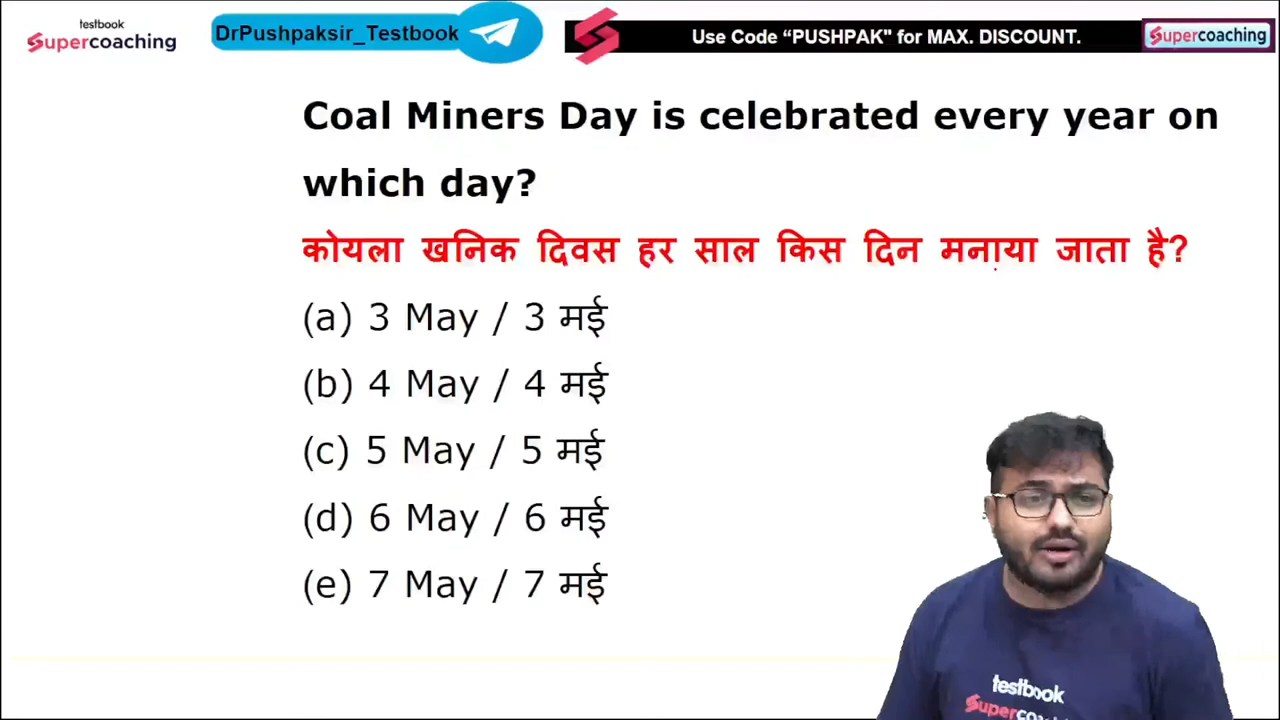 testbook
Supercoaching
DrPushpaksir_Testbook
Use Code “PUSHPAK" for MAX. DISCOUNT.
Supercoaching
Coal Miners Day is celebrated every year on
which day?
कोयला खनिक दिवस हर साल किस दिन मनाया जाता है?
(a) 3 May / 3 मई
(b) 4 May / 4 मई
(c) 5 May / 5 मई
(d) 6 May / 6 मई
(e) 7 May / 7 मई
testbook